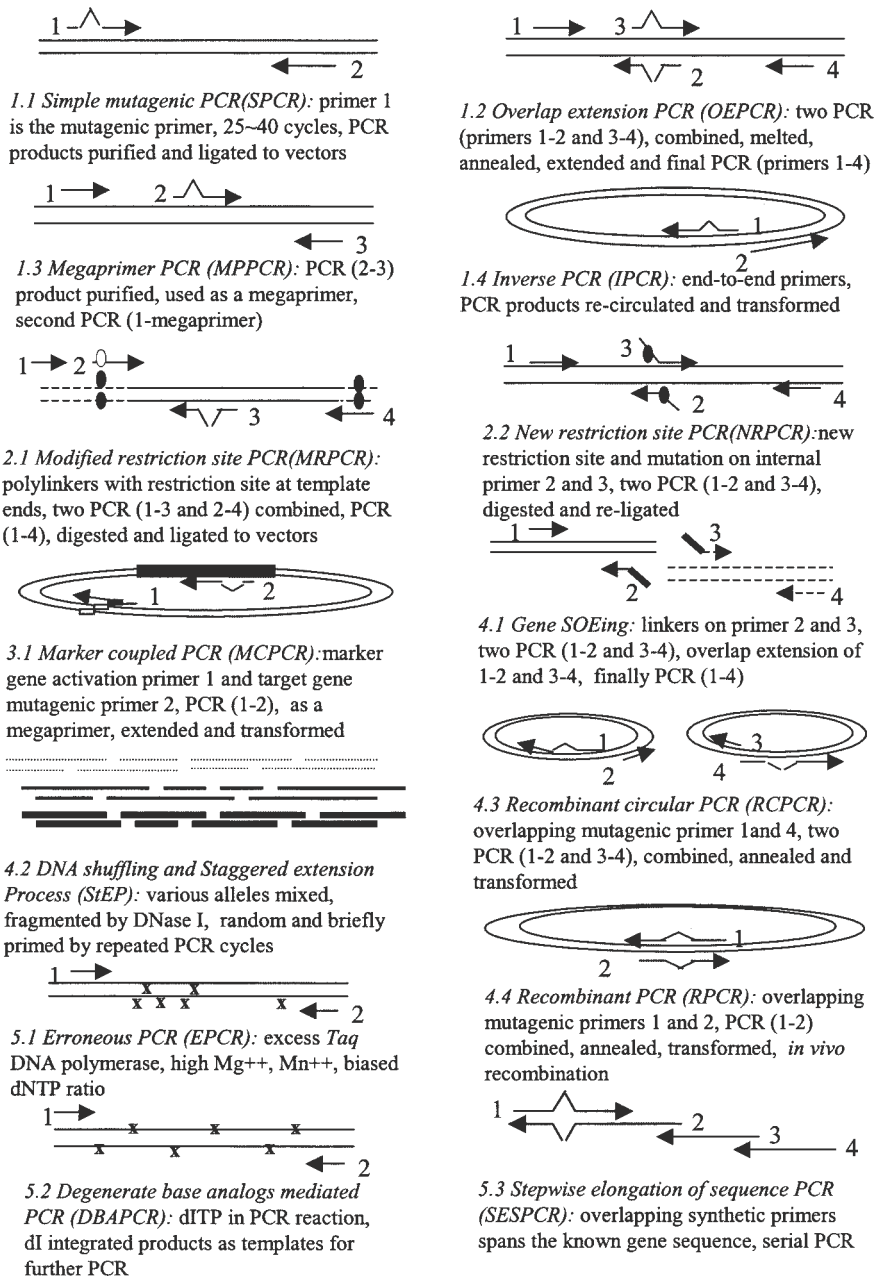 1
2
1.1 Simple mutagenic PCR(SPCR): primer 1
is the mutagenic primer, 25~40 cycles, PCR
products purified and ligated to vectors
1 3
2 4
1.2 Overlap extension PCR (OEPCR): two PCR
(primers 1-2 and 3-4), combined, melted,
annealed, extended and final PCR (primers 1-4)
1 2
3
1.3 Megaprimer PCR (MPPCR): PCR (2-3)
product purified, used as a megaprimer,
second PCR (1-megaprimer)
1
2
1.4 Inverse PCR (IPCR): end-to-end primers,
PCR products re-circulated and transformed
1 2
3 4
2.1 Modified restriction site PCR(MRPCR):
polylinkers with restriction site at template
ends, two PCR (1-3 and 2-4) combined, PCR
(1-4), digested and ligated to vectors
1 3
2 4
2.2 New restriction site PCR(NRPCR):new
restriction site and mutation on internal
primer 2 and 3, two PCR (1-2 and 3-4),
digested and re-ligated
1 2
3.1 Marker coupled PCR (MCPCR):marker
gene activation primer 1 and target gene
mutagenic primer 2, PCR (1-2), as a
megaprimer, extended and transformed
1 3
2 4
4.1 Gene SOEing: linkers on primer 2 and 3,
two PCR (1-2 and 3-4), overlap extension of
1-2 and 3-4, finally PCR (1-4)
4.2 DNA shuffling and Staggered extension
Process (StEP): various alleles mixed,
fragmented by DNase I, random and briefly
primed by repeated PCR cycles
1 3
2 4
4.3 Recombinant circular PCR (RCPCR):
overlapping mutagenic primer 1and 4, two
PCR (1-2 and 3-4), combined, annealed and
transformed
1
2
4.4 Recombinant PCR (RPCR): overlapping
mutagenic primers 1 and 2, PCR (1-2)
combined, annealed, transformed, in vivo
recombination
1
x x
x x x x
2
5.1 Erroneous PCR (EPCR): excess Taq
DNA polymerase, high Mg++, Mn++, biased
dNTP ratio
1
x x x
x x x
2
5.2 Degenerate base analogs mediated
PCR (DBAPCR): dITP in PCR reaction,
dI integrated products as templates for
further PCR
1
2
3
4
5.3 Stepwise elongation of sequence PCR
(SESPCR): overlapping synthetic primers
spans the known gene sequence, serial PCR